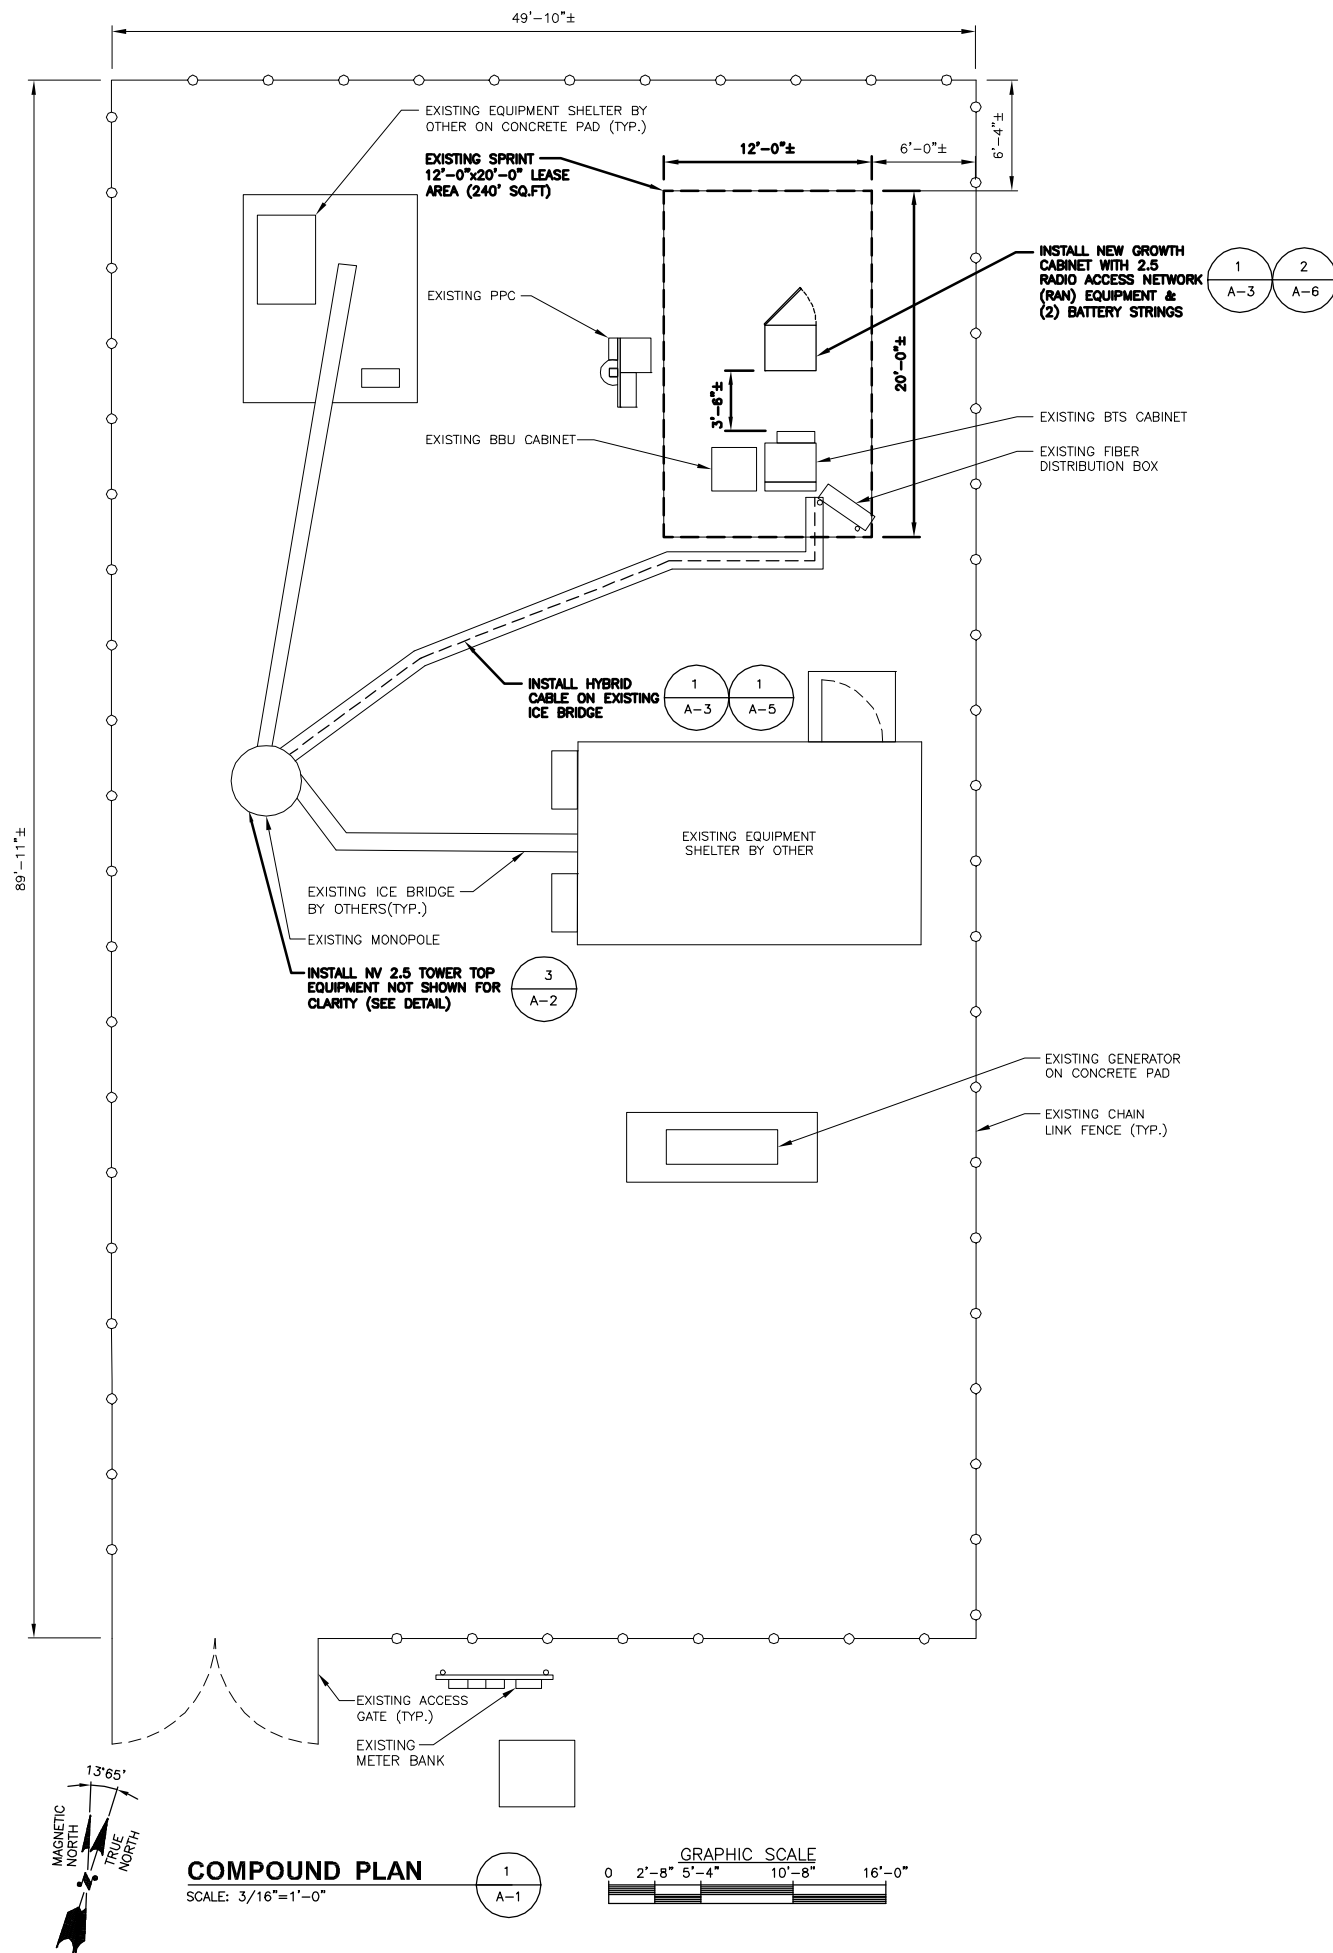 49'-10"±
EXISTING EQUIPMENT SHELTER BY
OTHER ON CONCRETE PAD (TYP.)
EXISTING SPRINT
12'-0"x20'-0" LEASE
AREA (240' SQ.FT)
12'-0"±
6'-0"±
6'-4"±
INSTALL NEW GROWTH
CABINET WITH 2.5
RADIO ACCESS NETWORK
(RAN) EQUIPMENT &
(2) BATTERY STRINGS
1
A-3
2
A-6
EXISTING PPC
20'-0"±
3'-6"±
EXISTING BTS CABINET
EXISTING BBU CABINET
EXISTING FIBER
DISTRIBUTION BOX
INSTALL HYBRID
CABLE ON EXISTING
ICE BRIDGE
1
A-3
1
A-5
89'-11"±
EXISTING EQUIPMENT
SHELTER BY OTHER
EXISTING ICE BRIDGE
BY OTHERS(TYP.)
EXISTING MONOPOLE
INSTALL NV 2.5 TOWER TOP
EQUIPMENT NOT SHOWN FOR
CLARITY (SEE DETAIL)
3
A-2
EXISTING GENERATOR
ON CONCRETE PAD
EXISTING CHAIN
LINK FENCE (TYP.)
EXISTING ACCESS
GATE (TYP.)
EXISTING
METER BANK
13°65'
MAGNETIC
NORTH
TRUE
NORTH
N
COMPOUND PLAN
SCALE: 3/16"=1'-0"
1
A-1
GRAPHIC SCALE
0 2'-8" 5'-4" 10'-8" 16'-0"